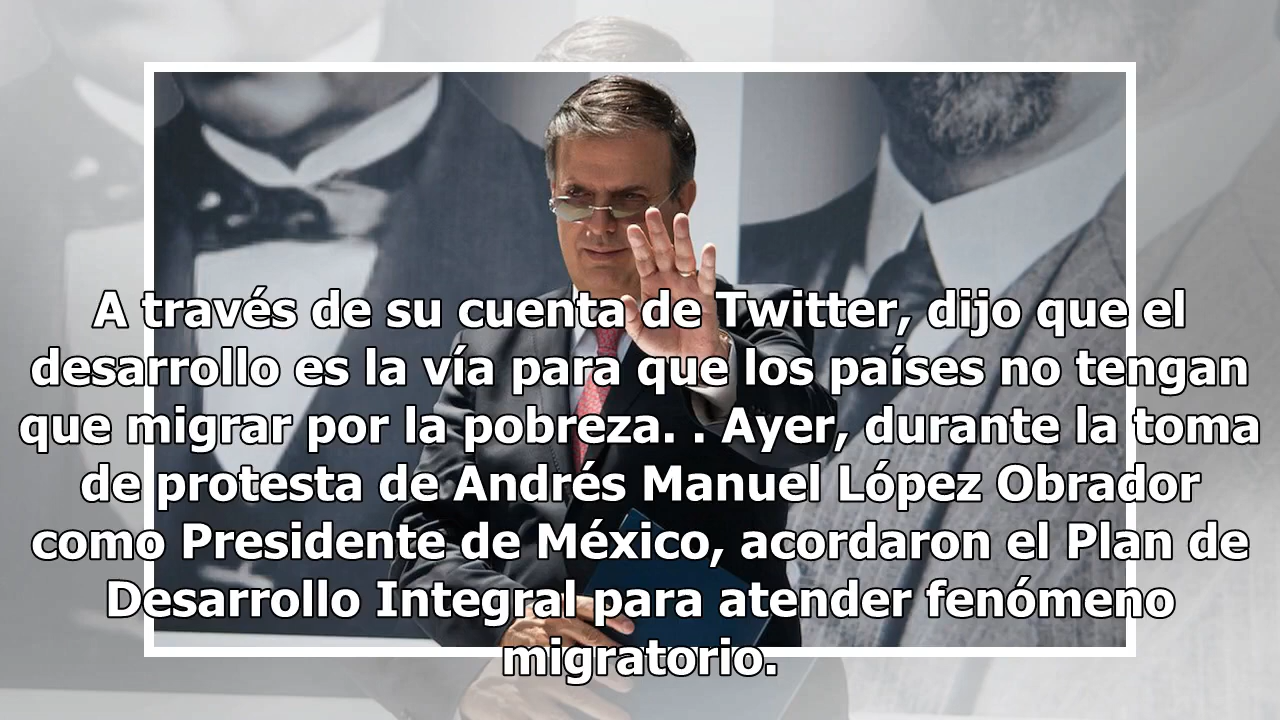 A través de su cuenta de Twitter, dijo que el
desarrollo es la vía para que los países no tengan
que migrar por la pobreza. . Ayer, durante la toma
de protesta de Andrés Manuel López Obrador
como Presidente de México, acordaron el Plan de
Desarrollo Integral para atender fenómeno
migratorio.